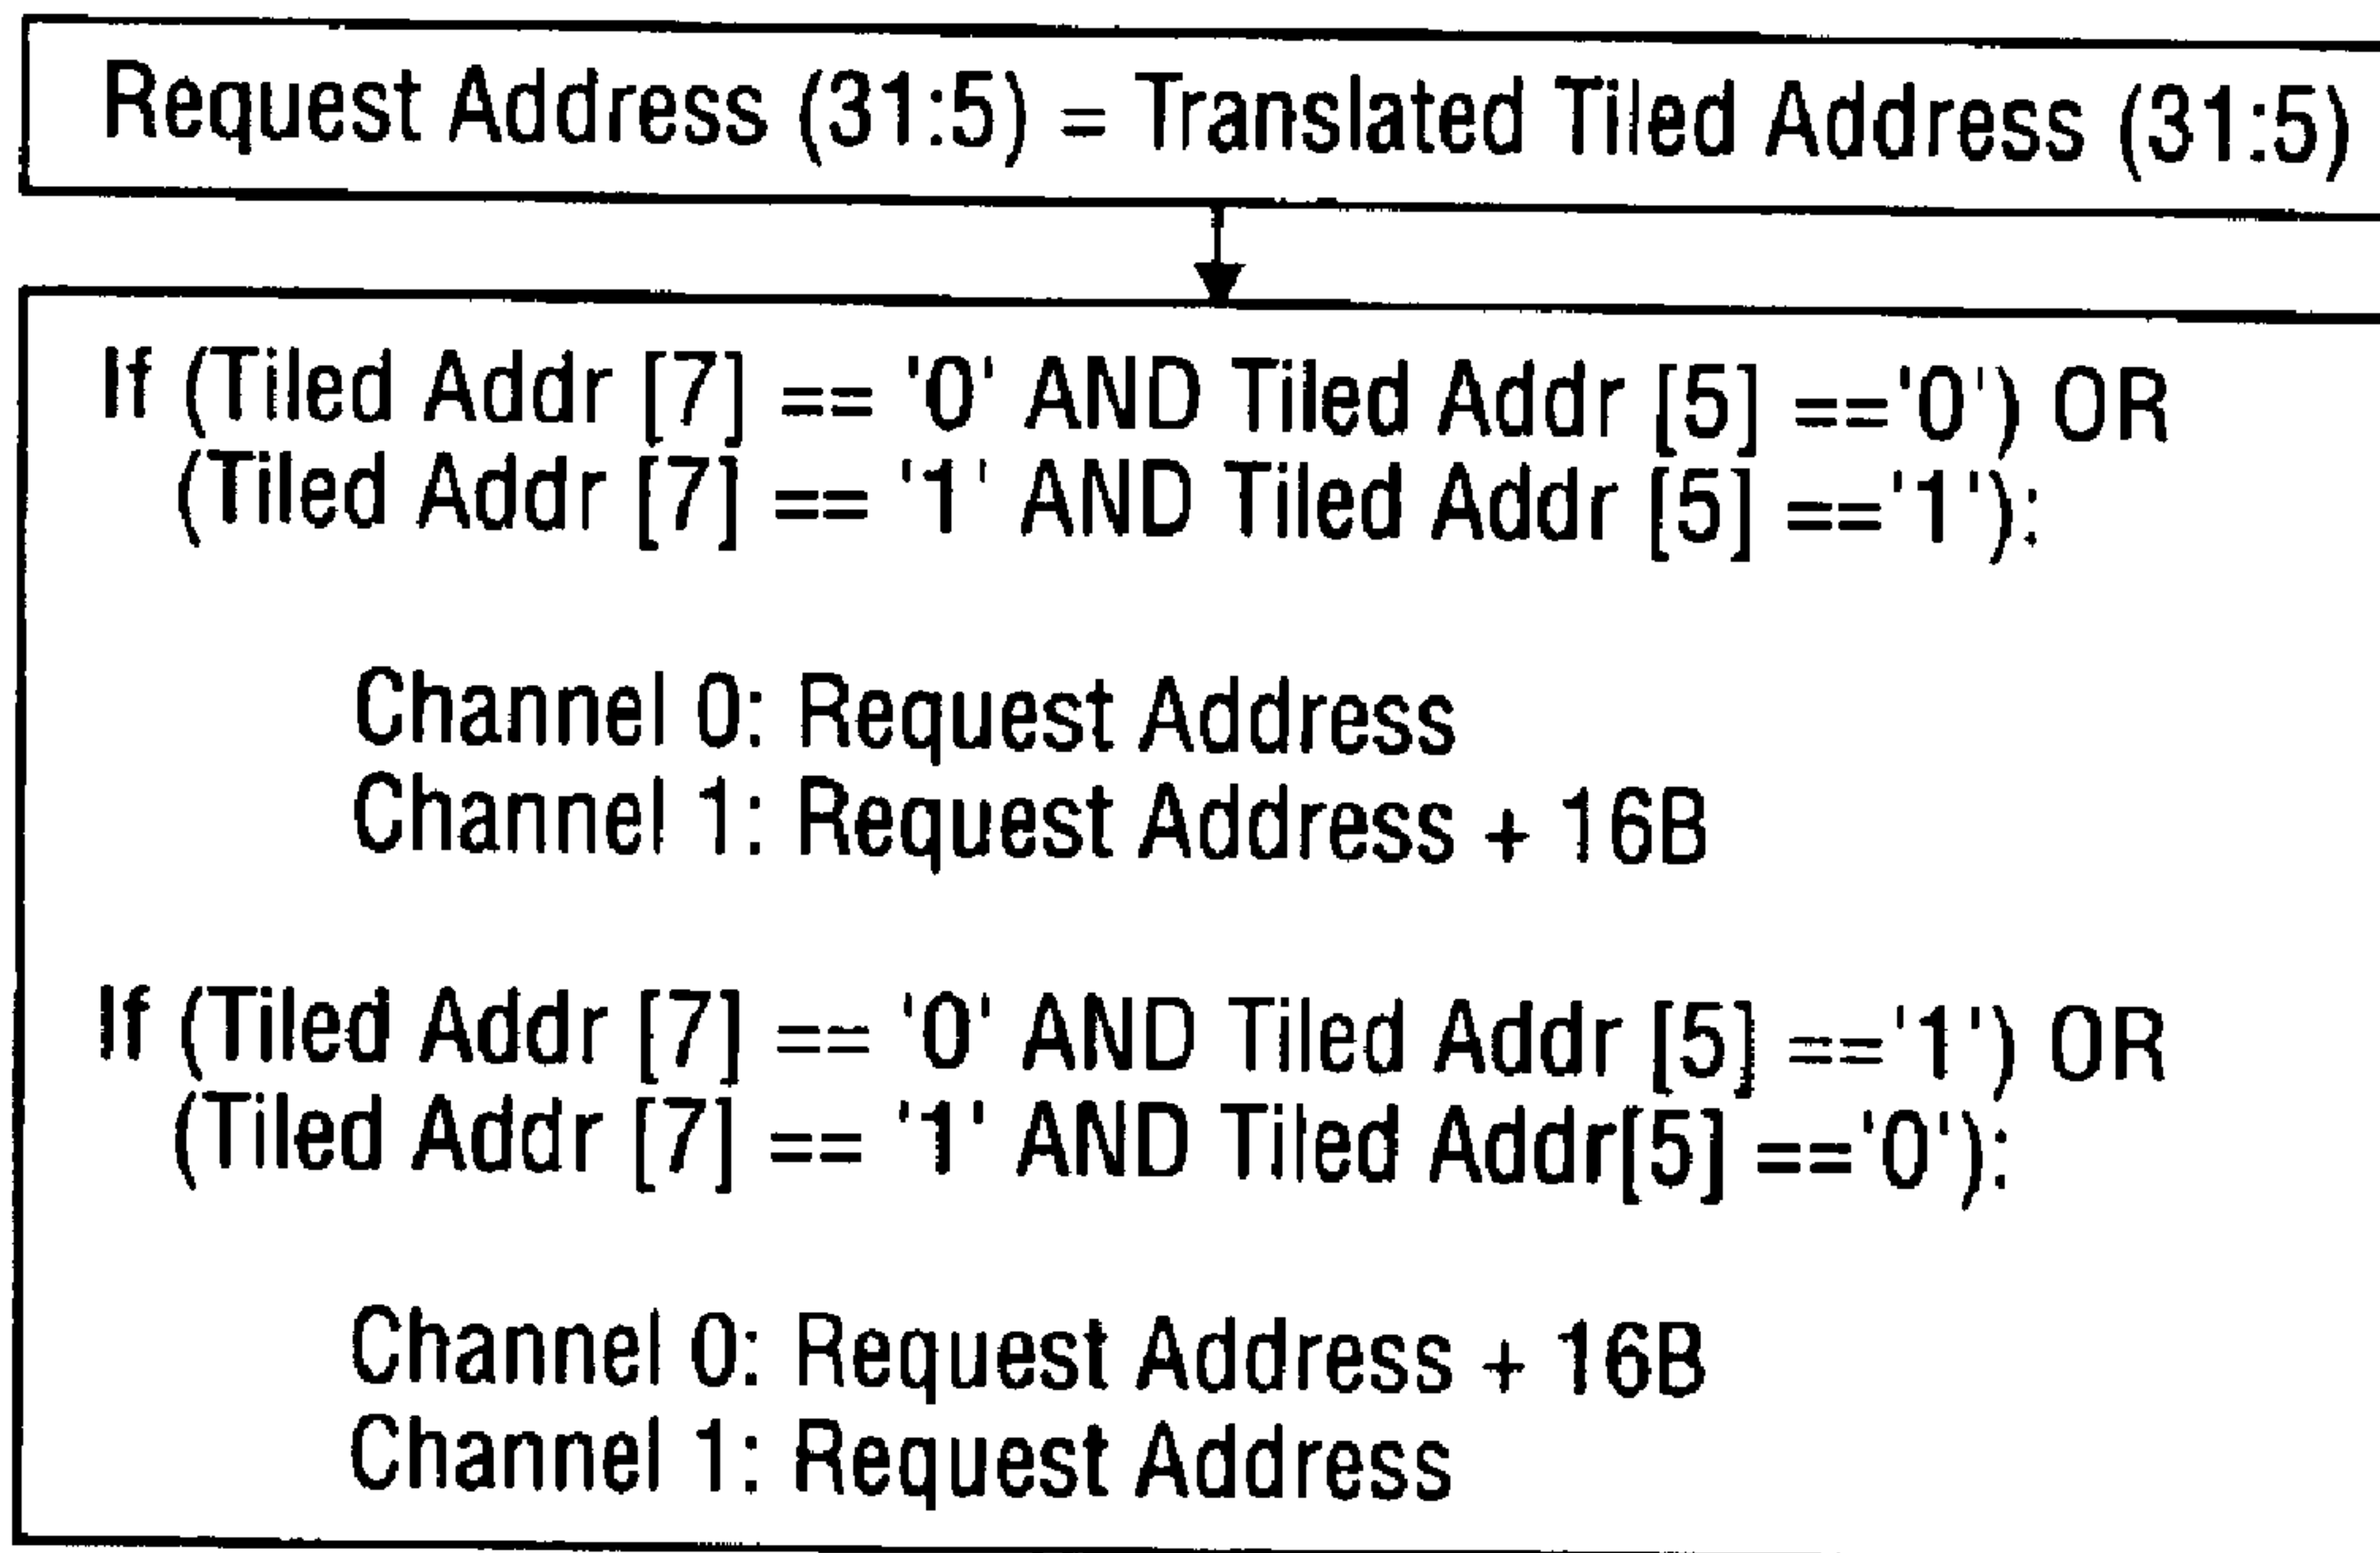 Request Address (31:5) = Translated Tiled Address (31:5)
If (Tiled Addr [7] == '0' AND Tiled Addr [5] =='0') OR
(Tiled Addr [7] == '1' AND Tiled Addr [5] =='1'):
Channel 0: Request Address
Channel 1: Request Address + 16B
If (Tiled Addr [7] == '0' AND Tiled Addr [5] =='1') OR
(Tiled Addr [7] == '1' AND Tiled Addr[5] =='0'):
Channel 0: Request Address + 16B
Channel 1: Request Address